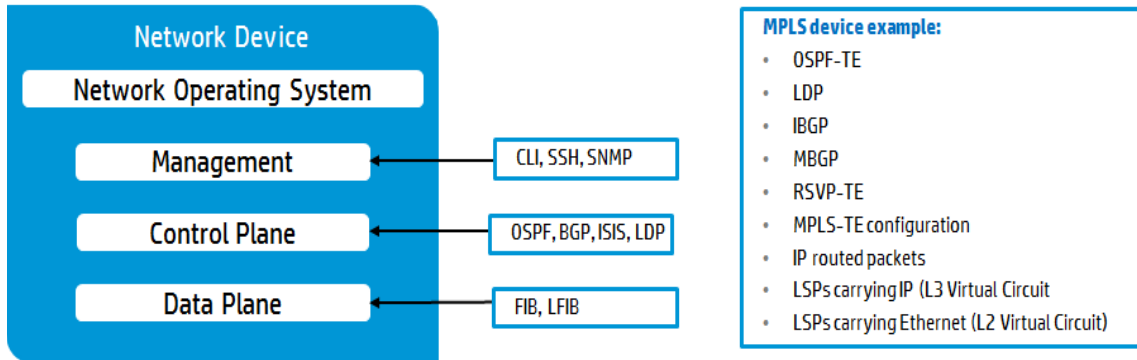 Network Device
Network Operating System
Management
CLI, SSH, SNMP
Control Plane
OSPF, BGP, ISIS, LDP
Data Plane
FIB, LFIB
MPLS device example:
• OSPF-TE
• LDP
• IBGP
• MBGP
• RSVP-TE
• MPLS-TE configuration
• IP routed packets
• LSPs carrying IP (L3 Virtual Circuit
• LSPs carrying Ethernet (L2 Virtual Circuit)